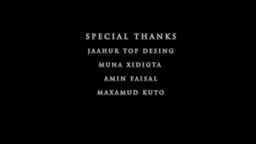 SPECIAL THANKS
JAAHUR TOP DESING
MUNA XIDIGTA
AMIN FAISAL
MAXAMUD KUTO